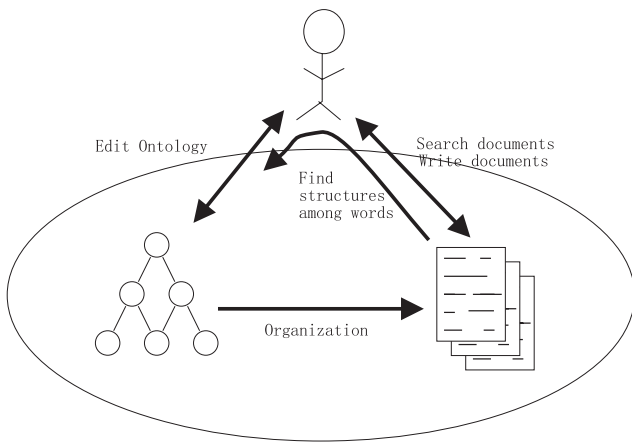 Edit Ontology
Search documents
Write documents
Find
structures
among words
Organization